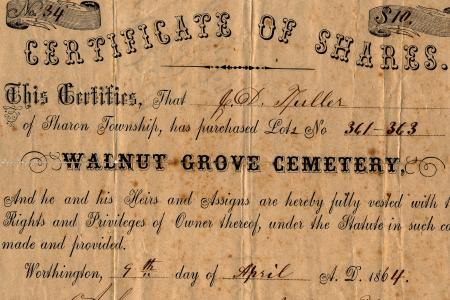 No. 34 $10.
CERTIFICATE OF SHARES.
This Certifies, That J. D. Fuller
of Sharon Township, has purchased Lots No 361-363
WALNUT GROVE CEMETERY,
And he and his Heirs and Assigns are hereby fully vested with
Rights and Privileges of Owner thereof, under the Statute in such
made and provided.
Worthington, 9th day of April A. D. 1864.